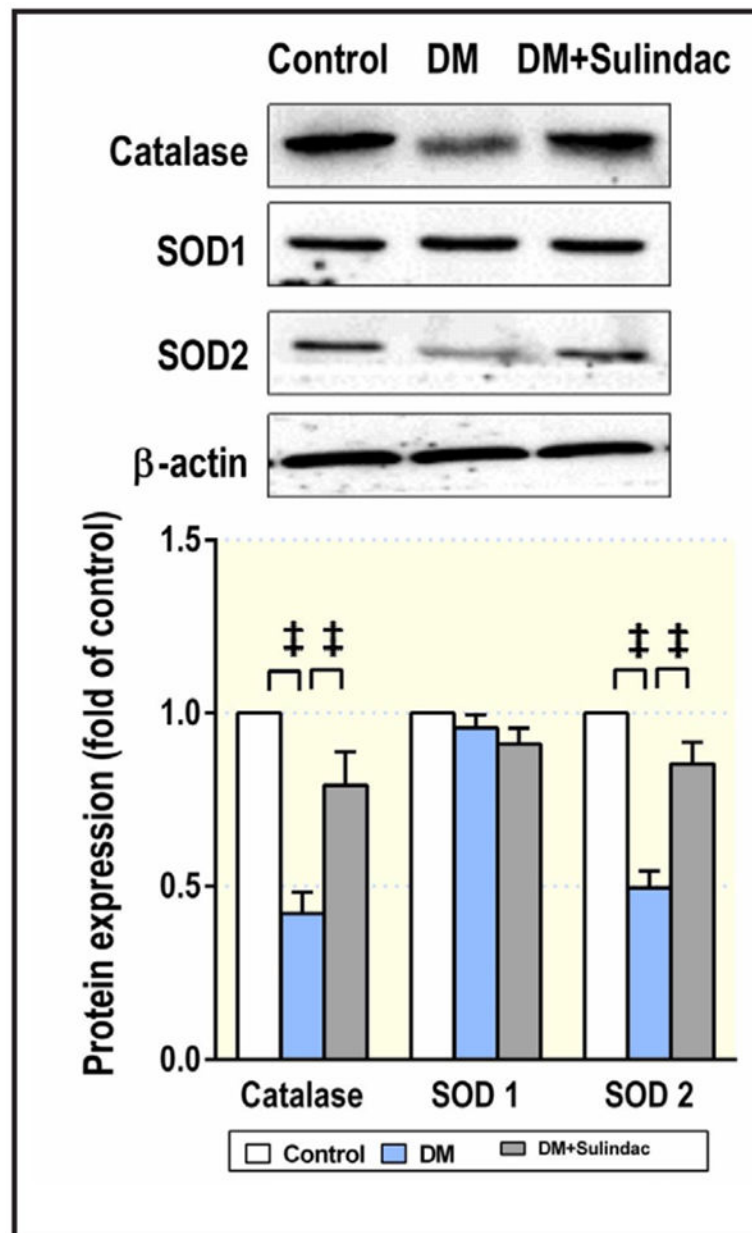 Control DM DM+Sulindac
Catalase
SOD1
SOD2
β-actin
Protein expression (fold of control)
1.5
‡ ‡ ‡ ‡
1.0
0.5
0.0
Catalase SOD 1 SOD 2
Control DM DM+Sulindac